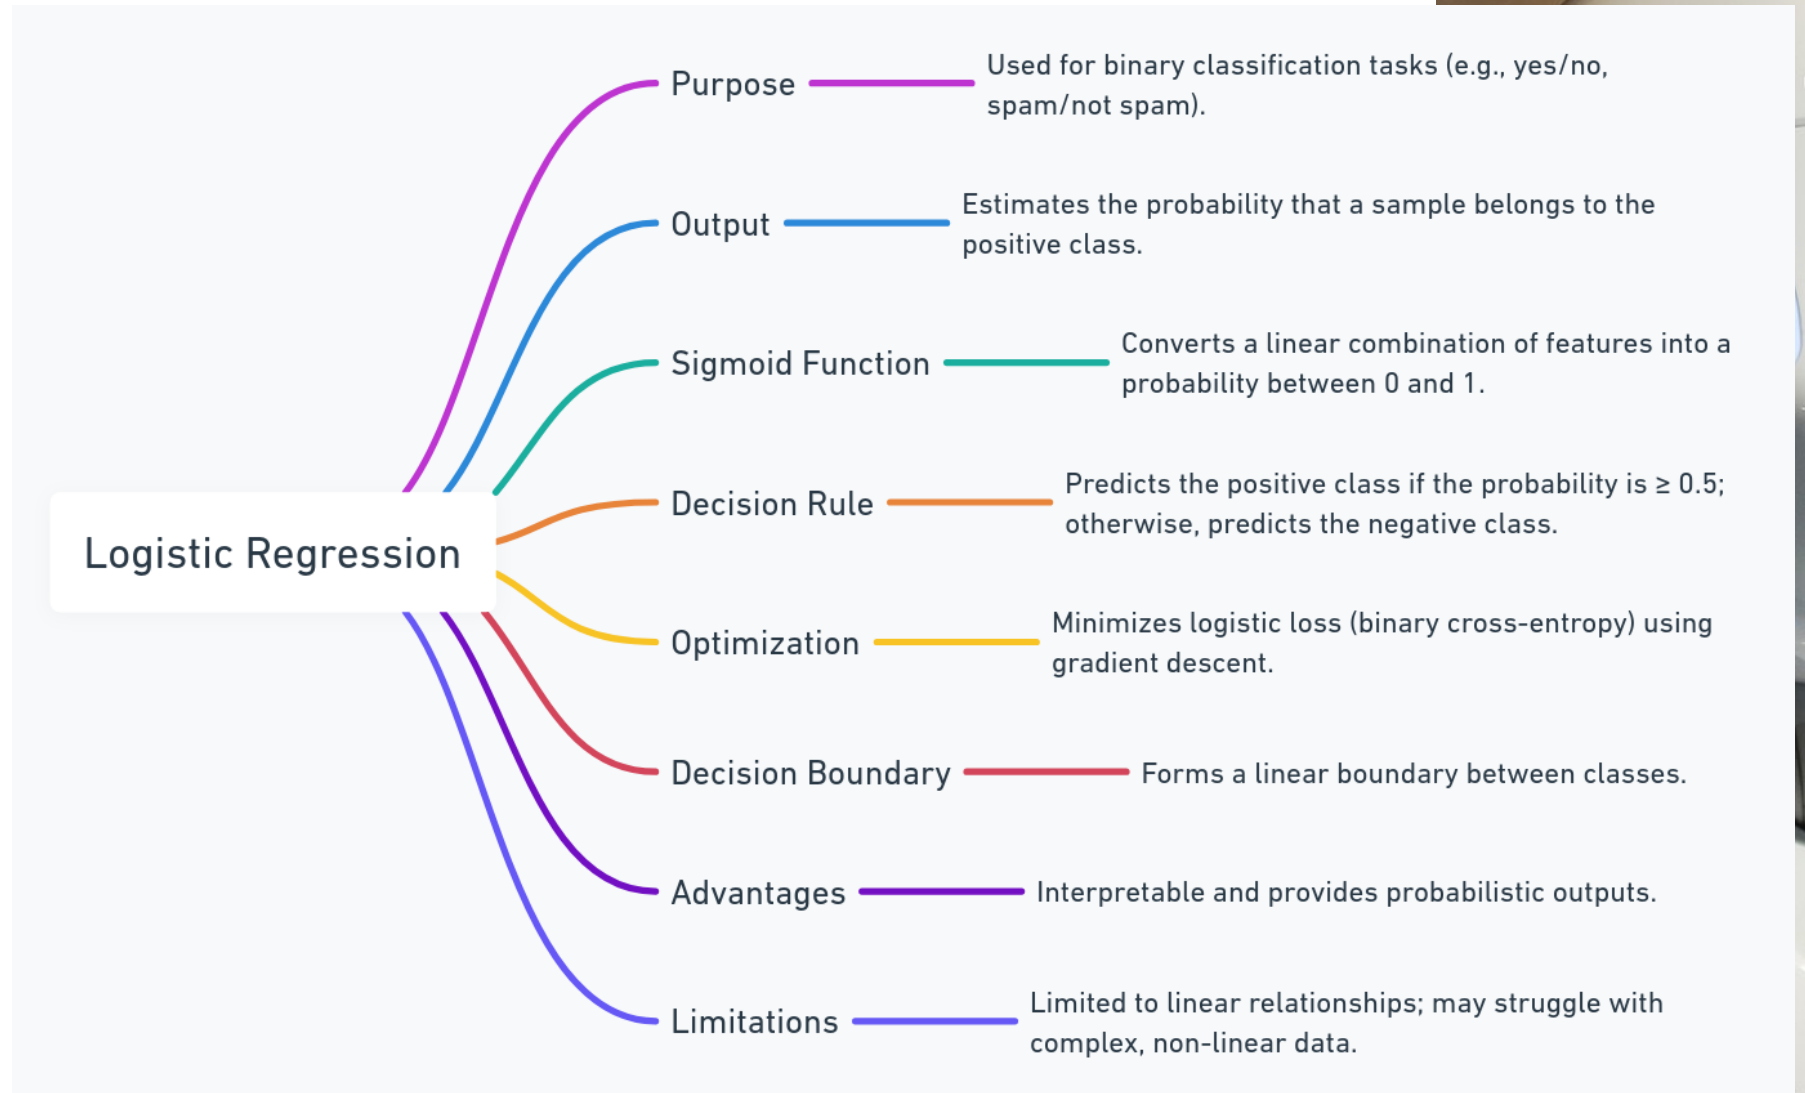 Purpose
Used for binary classification tasks (e.g., yes/no,
spam/not spam).
Output
Estimates the probability that a sample belongs to the
positive class.
Sigmoid Function
Converts a linear combination of features into a
probability between 0 and 1.
Decision Rule
Predicts the positive class if the probability is ≥ 0.5;
otherwise, predicts the negative class.
Logistic Regression
Optimization
Minimizes logistic loss (binary cross-entropy) using
gradient descent.
Decision Boundary
Forms a linear boundary between classes.
Advantages
Interpretable and provides probabilistic outputs.
Limitations
Limited to linear relationships; may struggle with
complex, non-linear data.